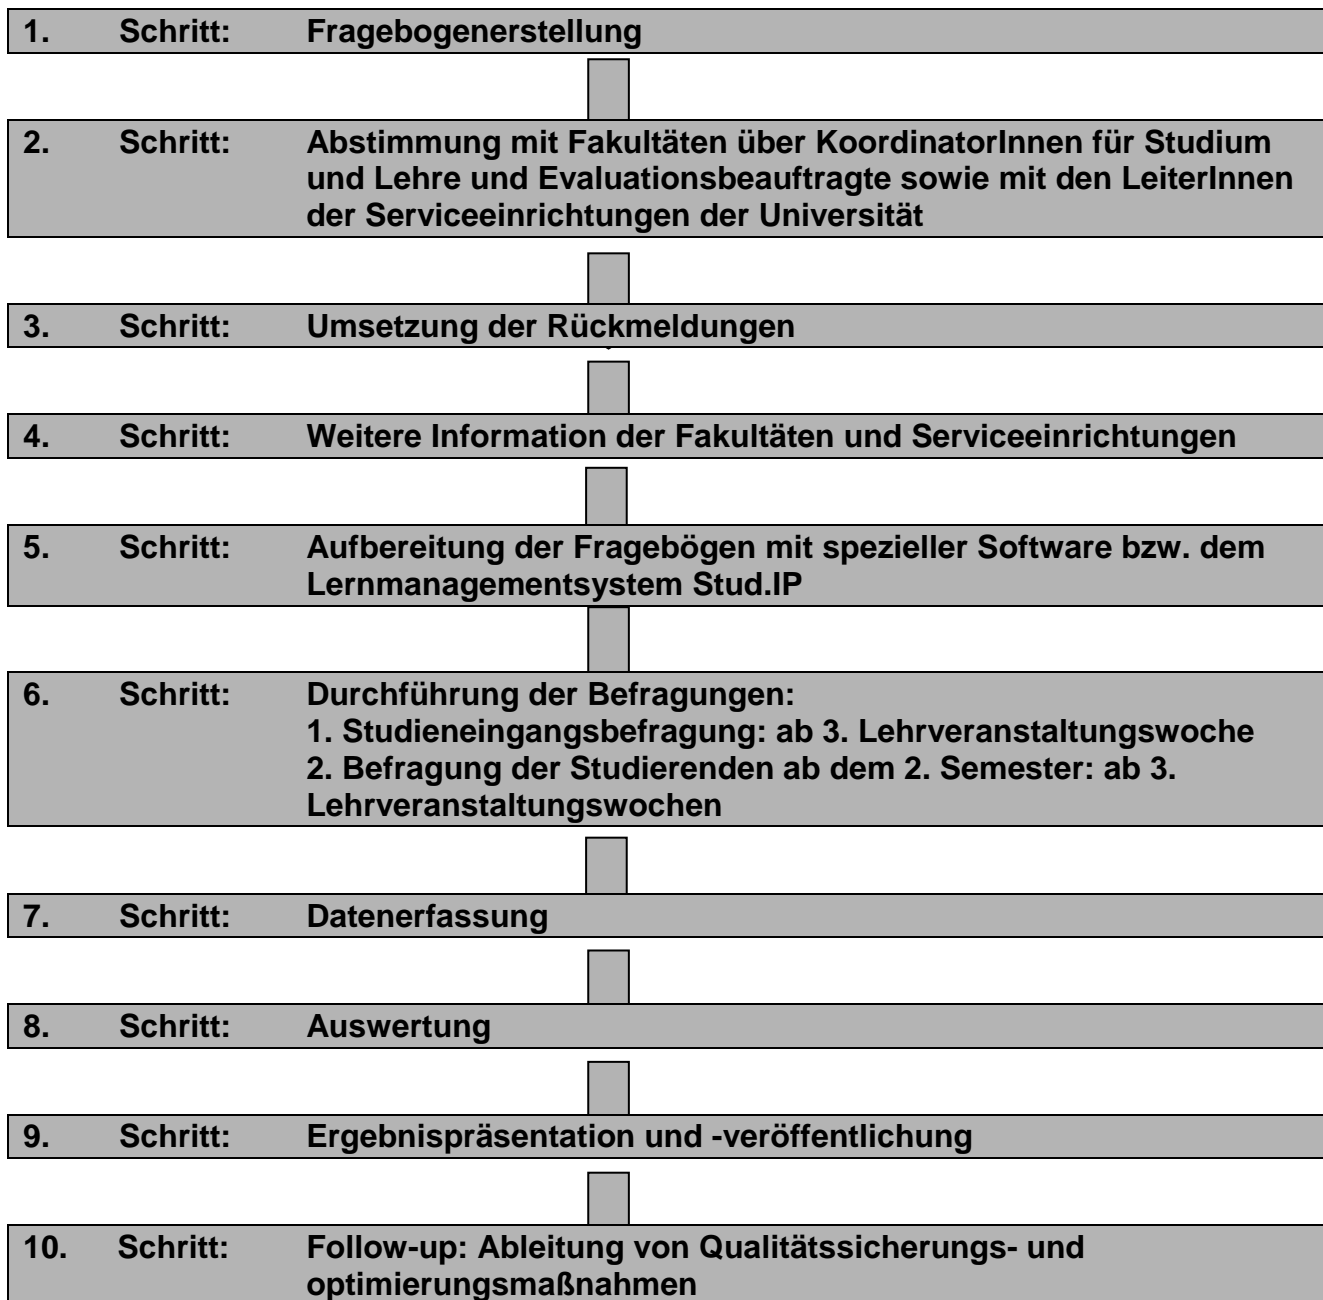 1. Schritt: Fragebogenerstellung
2. Schritt: Abstimmung mit Fakultäten über KoordinatorInnen für Studium
und Lehre und Evaluationsbeauftragte sowie mit den LeiterInnen
der Serviceeinrichtungen der Universität
3. Schritt: Umsetzung der Rückmeldungen
4. Schritt: Weitere Information der Fakultäten und Serviceeinrichtungen
5. Schritt: Aufbereitung der Fragebögen mit spezieller Software bzw. dem
Lernmanagementsystem Stud.IP
6. Schritt: Durchführung der Befragungen:
1. Studieneingangsbefragung: ab 3. Lehrveranstaltungswoche
2. Befragung der Studierenden ab dem 2. Semester: ab 3.
Lehrveranstaltungswochen
7. Schritt: Datenerfassung
8. Schritt: Auswertung
9. Schritt: Ergebnispräsentation und -veröffentlichung
10. Schritt: Follow-up: Ableitung von Qualitätssicherungs- und
optimierungsmaßnahmen